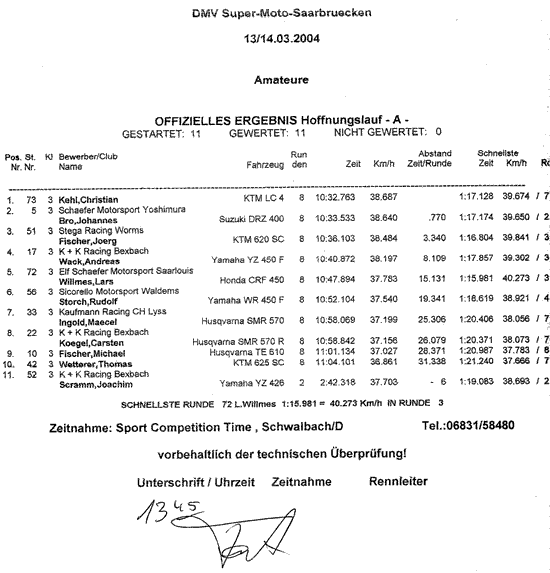 DMV Super-Moto-Saarbruecken
13/14.03.2004
Amateure
OFFIZIELLES ERGEBNIS Hoffnungslauf - A -
GESTARTET: 11 GEWERTET: 11 NICHT GEWERTET: 0
Pos. St. Kl Bewerber/Club Run Abstand Schnellste
Nr. Nr. Name Fahrzeug den Zeit Km/h Zeit/Runde Zeit Km/h
1. 73 3 Kehl,Christian KTM LC 4 8 10:32.763 38.687 1:17.128 39.674 / 7
2. 5 3 Schaefer Motorsport Yoshimura
Bro,Johannes Suzuki DRZ 400 8 10:33.533 38.640 .770 1:17.174 39.650 / 2
3. 51 3 Stega Racing Worms
Fischer,Joerg KTM 620 SC 8 10:36.103 38.484 3.340 1:16.804 39.841 / 3
4. 17 3 K + K Racing Bexbach
Wack,Andreas Yamaha YZ 450 F 8 10:40.872 38.197 8.109 1:17.857 39.302 / 3
5. 72 3 Elf Schaefer Motorsport Saarlouis
Willmes,Lars Honda CRF 450 8 10:47.894 37.783 15.131 1:15.981 40.273 / 3
6. 56 3 Sicorello Motorsport Waldems
Storch,Rudolf Yamaha WR 450 F 8 10:52.104 37.540 19.341 1:18.619 38.921 / 4
7. 33 3 Kaufmann Racing CH Lyss
Ingold,Maecel Husqvarna SMR 570 8 10:58.069 37.199 25.306 1:20.406 38.056 / 7
8. 22 3 K + K Racing Bexbach
Koegel,Carsten Husqvarna SMR 570 R 8 10:58.842 37.156 26.079 1:20.371 38.073 / 7
9. 10 3 Fischer,Michael Husqvarna TE 610 8 11:01.134 37.027 28.371 1:20.987 37.783 / 6
10. 42 3 Wetterer,Thomas KTM 625 SC 8 11:04.101 36.861 31.338 1:21.240 37.666 / 7
11. 52 3 K + K Racing Bexbach
Scramm,Joachim Yamaha YZ 426 2 2:42.318 37.703 - 6 1:19.083 38.693 / 2
SCHNELLSTE RUNDE 72 L.Willmes 1:15.981 = 40.273 Km/h IN RUNDE 3
Zeitnahme: Sport Competition Time , Schwalbach/D Tel.:06831/58480
vorbehaltlich der technischen Überprüfung!
Unterschrift / Uhrzeit Zeitnahme Rennleiter
13 45